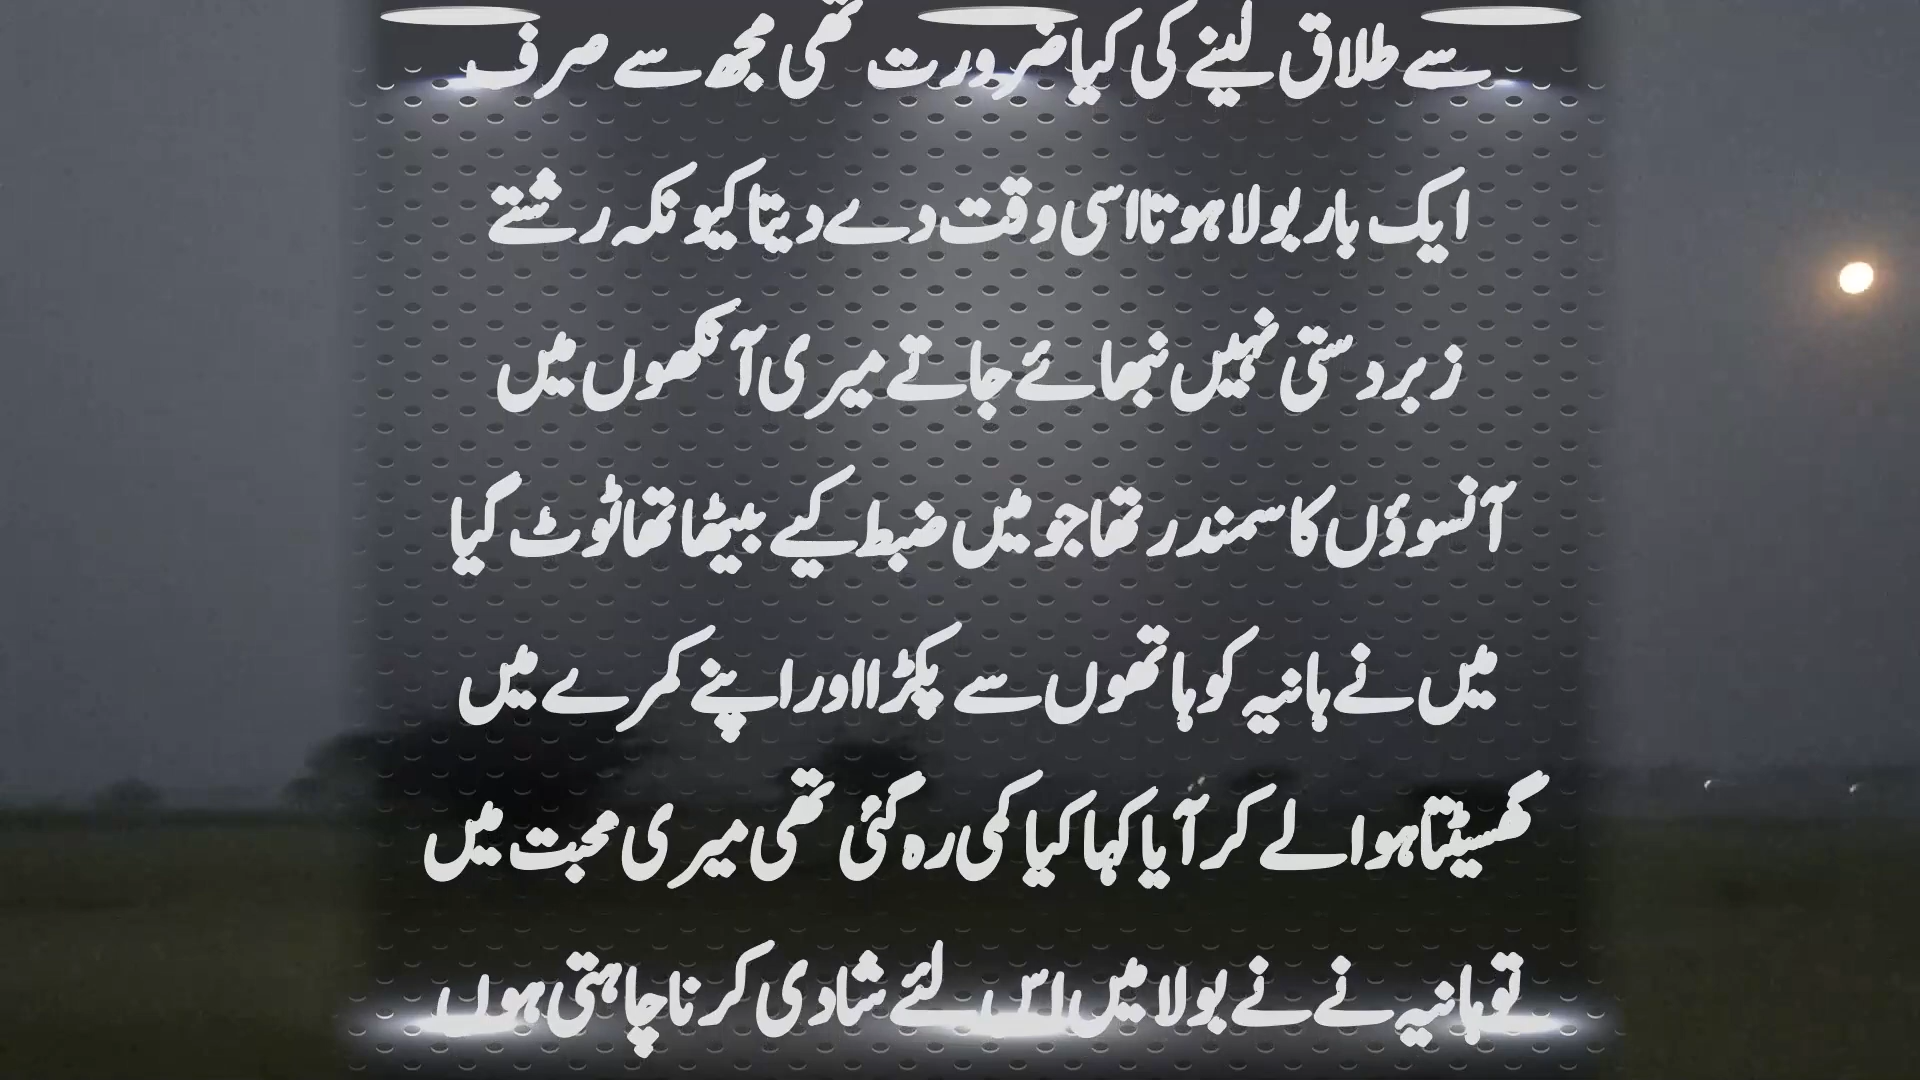 سے طلاق لینے کی کیا ضرورت تھی مجھ سے صرف
ایک بار بولا ہوتا اسی وقت دے دیتا کیونکہ رشتے
زبردستی نہیں نبھائے جاتے میری آنکھوں میں
آنسوؤں کا سمندر تھا جو میں ضبط کیے بیٹھا تھا ٹوٹ گیا
میں نے ہانیہ کو ہاتھوں سے پکڑا ااور اپنے کمرے میں
گھسیٹتا ہوا لے کر آیا کہا کیا کمی رہ گئی تھی میری محبت میں
تو ہانیہ نے نے بولا میں اس لئے شادی کرنا چاہتی ہوں